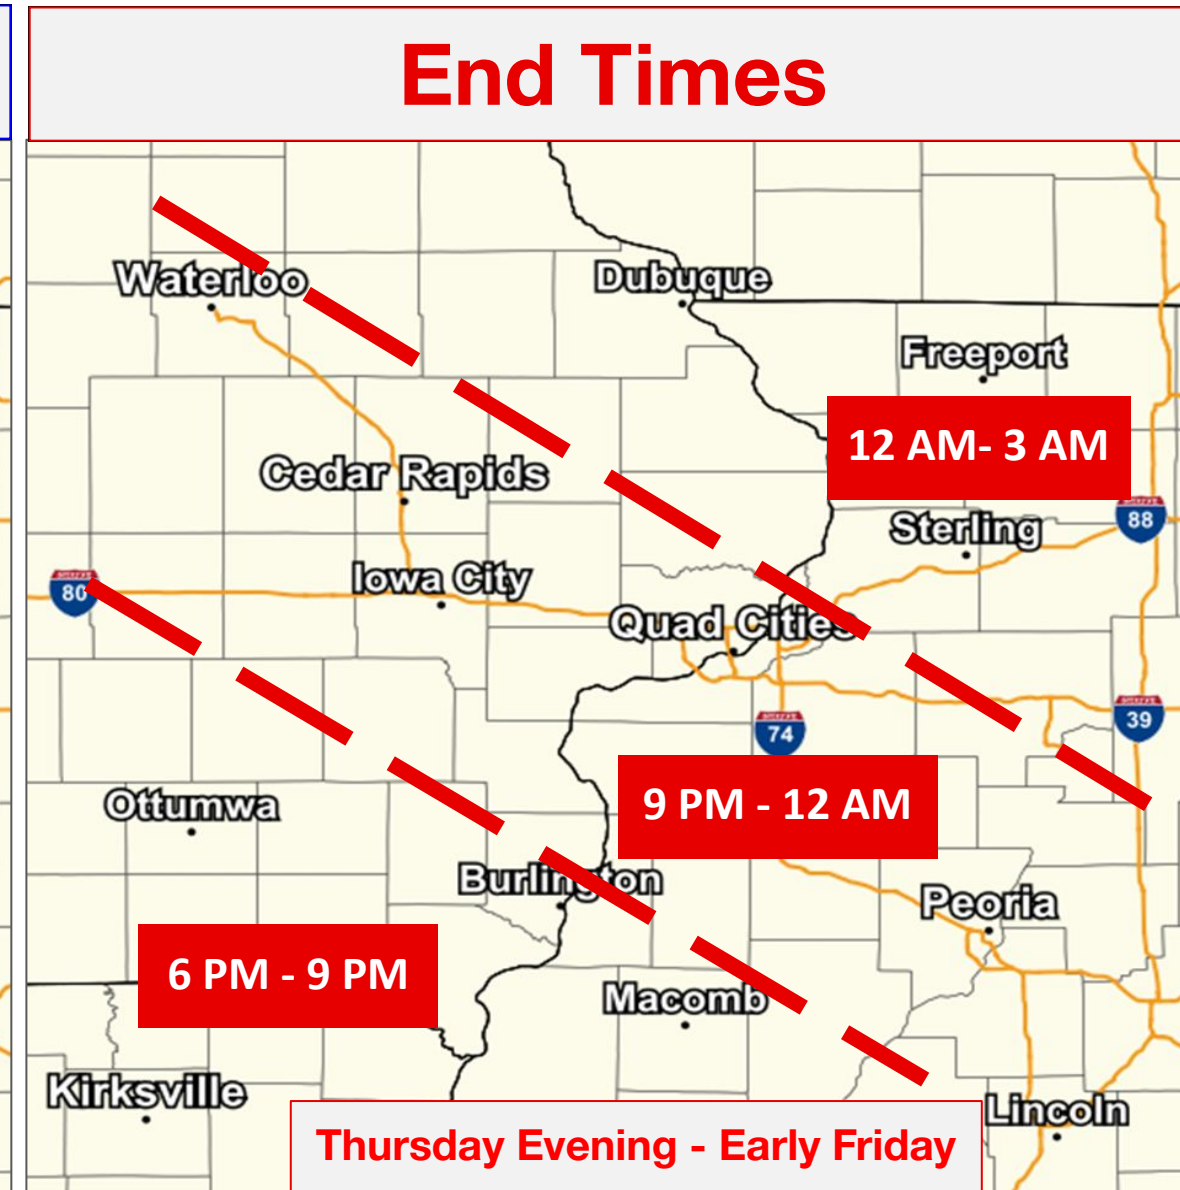 End Times
Waterloo
Dubuque
Freeport
12 AM- 3 AM
Cedar Rapids
Sterling
88
Iowa City
80
Quad Cities
39
74
9 PM - 12 AM
Ottumwa
Burlington
Peoria
6 PM - 9 PM
Macomb
Kirksville
Lincoln
Thursday Evening - Early Friday